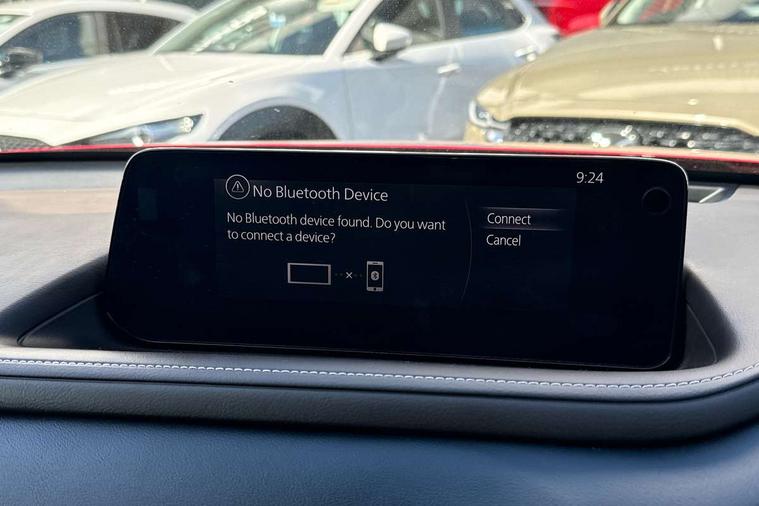 No Bluetooth Device
9:24
No Bluetooth device found. Do you want
to connect a device?
Connect
Cancel